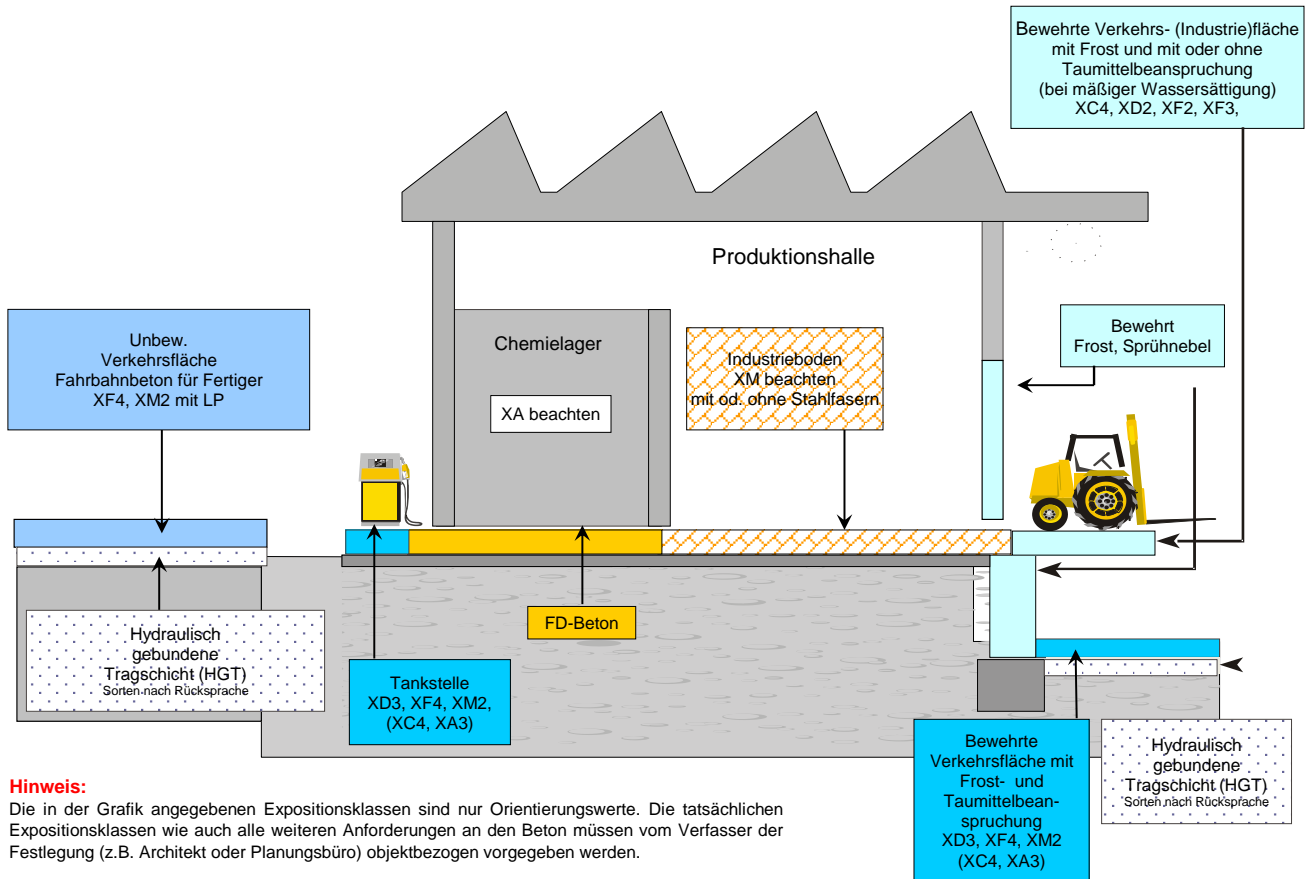 Bewehrte Verkehrs- (Industrie)fläche
mit Frost und mit oder ohne
Taumittelbeanspruchung
(bei mäßiger Wassersättigung)
XC4, XD2, XF2, XF3,
Produktionshalle
Unbew.
Verkehrsfläche
Fahrbahnbeton für Fertiger
XF4, XM2 mit LP
Chemielager
XA beachten
Industrieboden
XM beachten
mit od. ohne Stahlfasern
Bewehrt
Frost, Sprühnebel
Hydraulisch
gebundene
Tragschicht (HGT)
Sorten nach Rücksprache
FD-Beton
Tankstelle
XD3, XF4, XM2,
(XC4, XA3)
Bewehrte
Verkehrsfläche mit
Frost- und
Taumittelbean-
spruchung
XD3, XF4, XM2
(XC4, XA3)
Hydraulisch
gebundene
Tragschicht (HGT)
Sorten nach Rücksprache
Hinweis:
Die in der Grafik angegebenen Expositionsklassen sind nur Orientierungswerte. Die tatsächlichen
Expositionsklassen wie auch alle weiteren Anforderungen an den Beton müssen vom Verfasser der
Festlegung (z.B. Architekt oder Planungsbüro) objektbezogen vorgegeben werden.